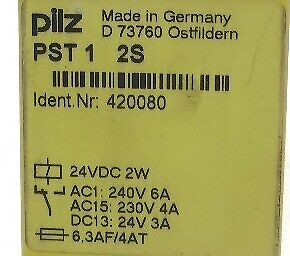 pilz Made in Germany
D 73760 Ostfildern
PST 1 2S
Ident.Nr: 420080
24VDC 2W
AC1: 240V 6A
AC15: 230V 4A
DC13: 24V 3A
6,3AF/4AT